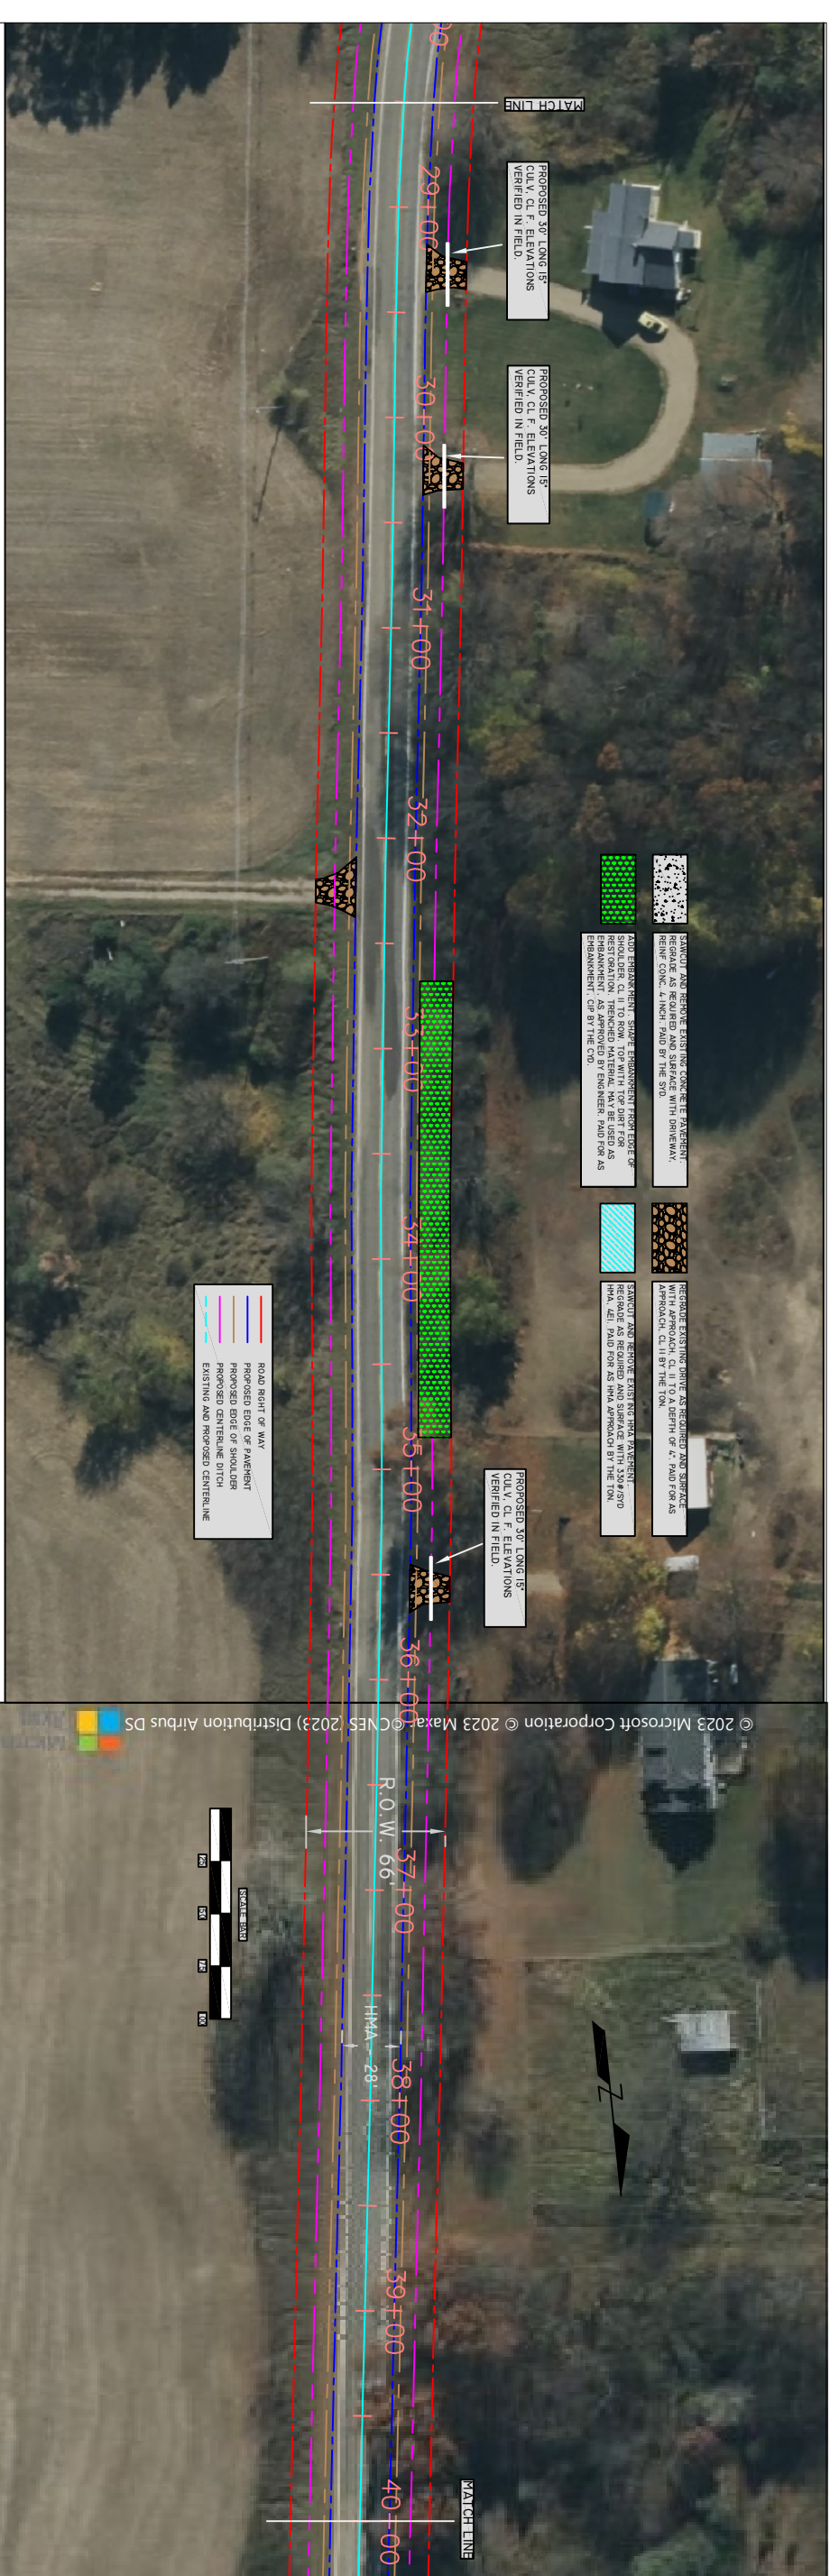 00
MATCH LINE
PROPOSED 30' LONG 15"
CULV, CL F. ELEVATIONS
VERIFIED IN FIELD.
29+00
PROPOSED 30' LONG 15"
CULV, CL F. ELEVATIONS
VERIFIED IN FIELD.
30+00
31+00
32+00
SAWCUT AND REMOVE EXISTING CONCRETE PAVEMENT.
REGRADE AS REQUIRED AND SURFACE WITH DRIVEWAY,
REINF CONC, 4 INCH. PAID BY THE SYD.
ADD EMBANKMENT. SHAPE EMBANKMENT FROM EDGE OF
SHOULDER, CL II TO ROW. TOP WITH TOP DIRT FOR
RESTORATION. TRENCHED MATERIAL MAY BE USED AS
EMBANKMENT, AS APPROVED BY ENGINEER. PAID FOR AS
EMBANKMENT, CIP BY THE CYD.
REGRADE EXISTING DRIVE AS REQUIRED AND SURFACE
WITH APPROACH, CL II TO A DEPTH OF 4". PAID FOR AS
APPROACH, CL II BY THE TON.
SAWCUT AND REMOVE EXISTING HMA PAVEMENT.
REGRADE AS REQUIRED AND SURFACE WITH 330#/SYD
HMA, 4E1. PAID FOR AS HMA APPROACH BY THE TON.
33+00
34+00
ROAD RIGHT OF WAY
PROPOSED EDGE OF PAVEMENT
PROPOSED EDGE OF SHOULDER
PROPOSED CENTERLINE DITCH
EXISTING AND PROPOSED CENTERLINE
35+00
PROPOSED 30' LONG 15"
CULV, CL F. ELEVATIONS
VERIFIED IN FIELD.
36+00
© 2023 Microsoft Corporation © 2023 Maxar ©CNES (2023) Distribution Airbus DS
R.O.W. 66'
37+00
SCALE BAR
25
50
75
100
HMA - 28'
38+00
N
39+00
40+00
MATCH LINE